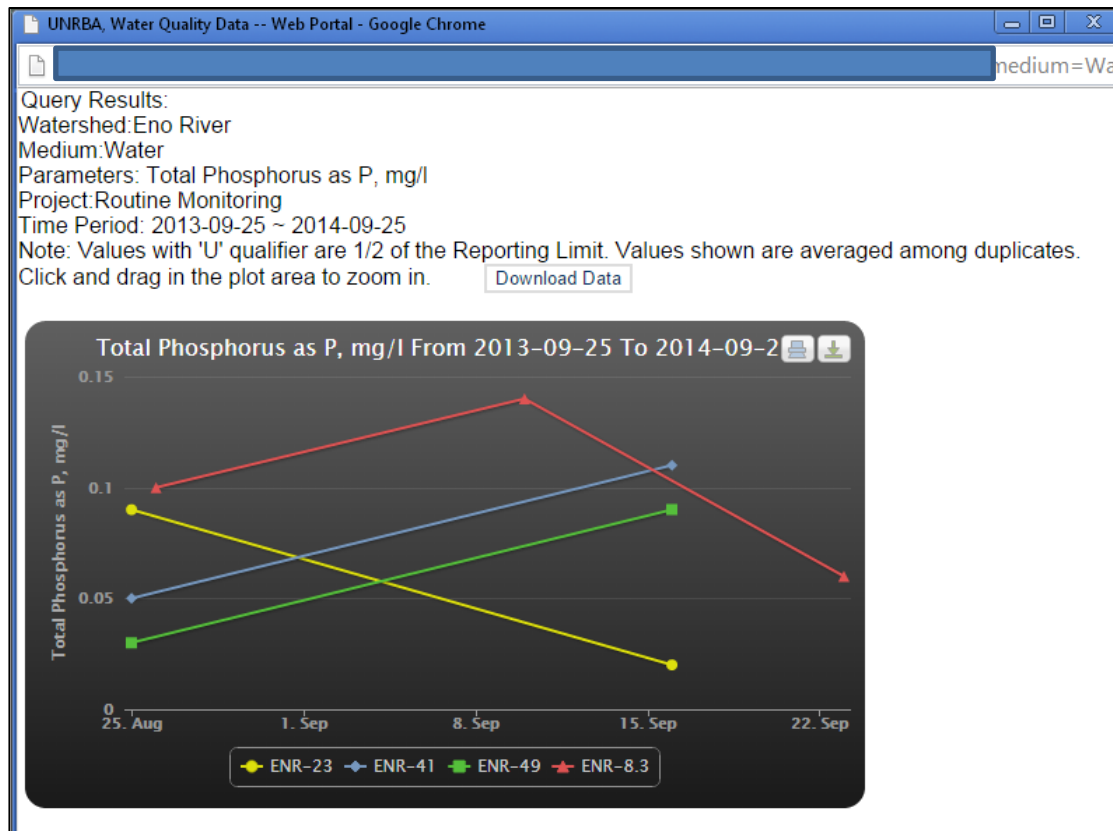 UNRBA, Water Quality Data -- Web Portal - Google Chrome
medium=Wa
Query Results:
Watershed:Eno River
Medium:Water
Parameters: Total Phosphorus as P, mg/l
Project:Routine Monitoring
Time Period: 2013-09-25 ~ 2014-09-25
Note: Values with 'U' qualifier are 1/2 of the Reporting Limit. Values shown are averaged among duplicates.
Click and drag in the plot area to zoom in. Download Data
Total Phosphorus as P, mg/l From 2013-09-25 To 2014-09-2
Total Phosphorus as P, mg/l
0.15
0.1
0.05
0
25. Aug 1. Sep 8. Sep 15. Sep 22. Sep
ENR-23 ENR-41 ENR-49 ENR-8.3